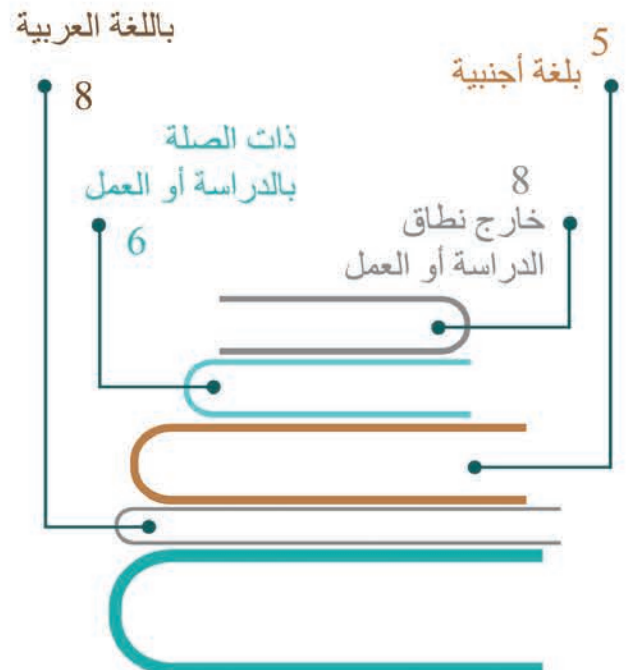 باللغة العربية
8
5
بلغة أجنبية
ذات الصلة
بالدراسة أو العمل
6
8
خارج نطاق
الدراسة أو العمل